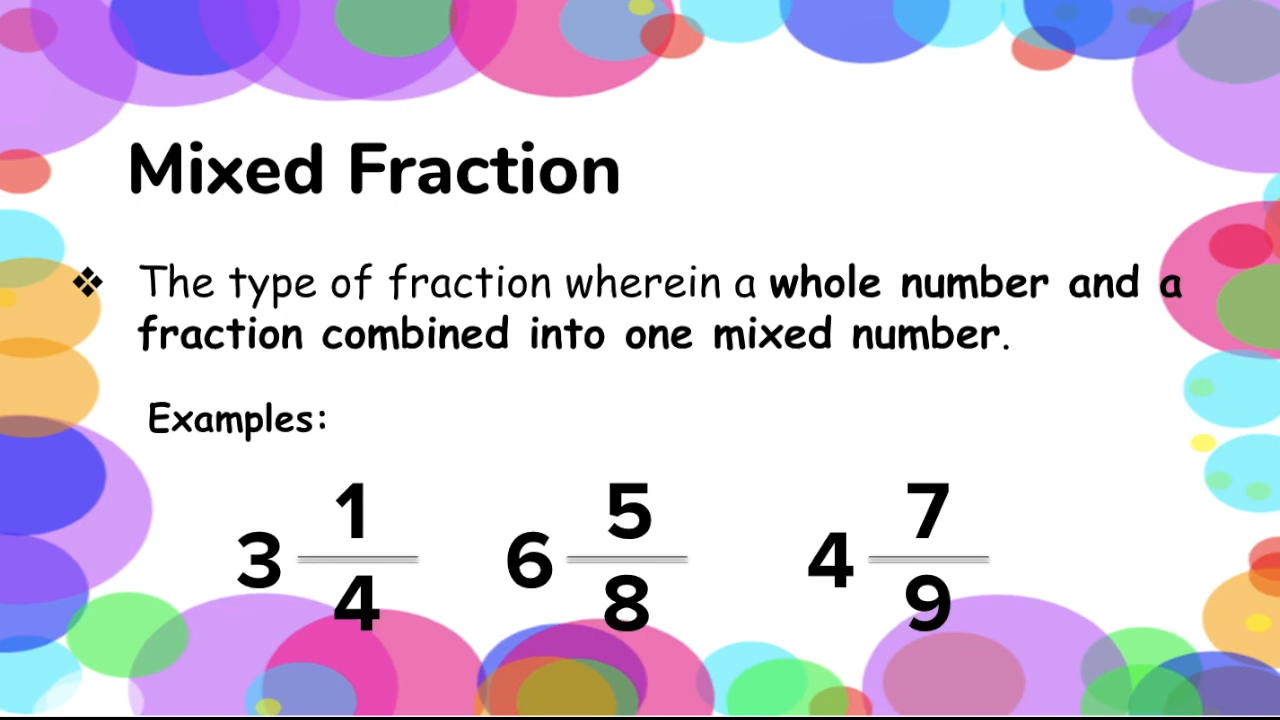 Mixed Fraction
❖ The type of fraction wherein a whole number and a
fraction combined into one mixed number.
Examples:
3 1/4 6 5/8 4 7/9